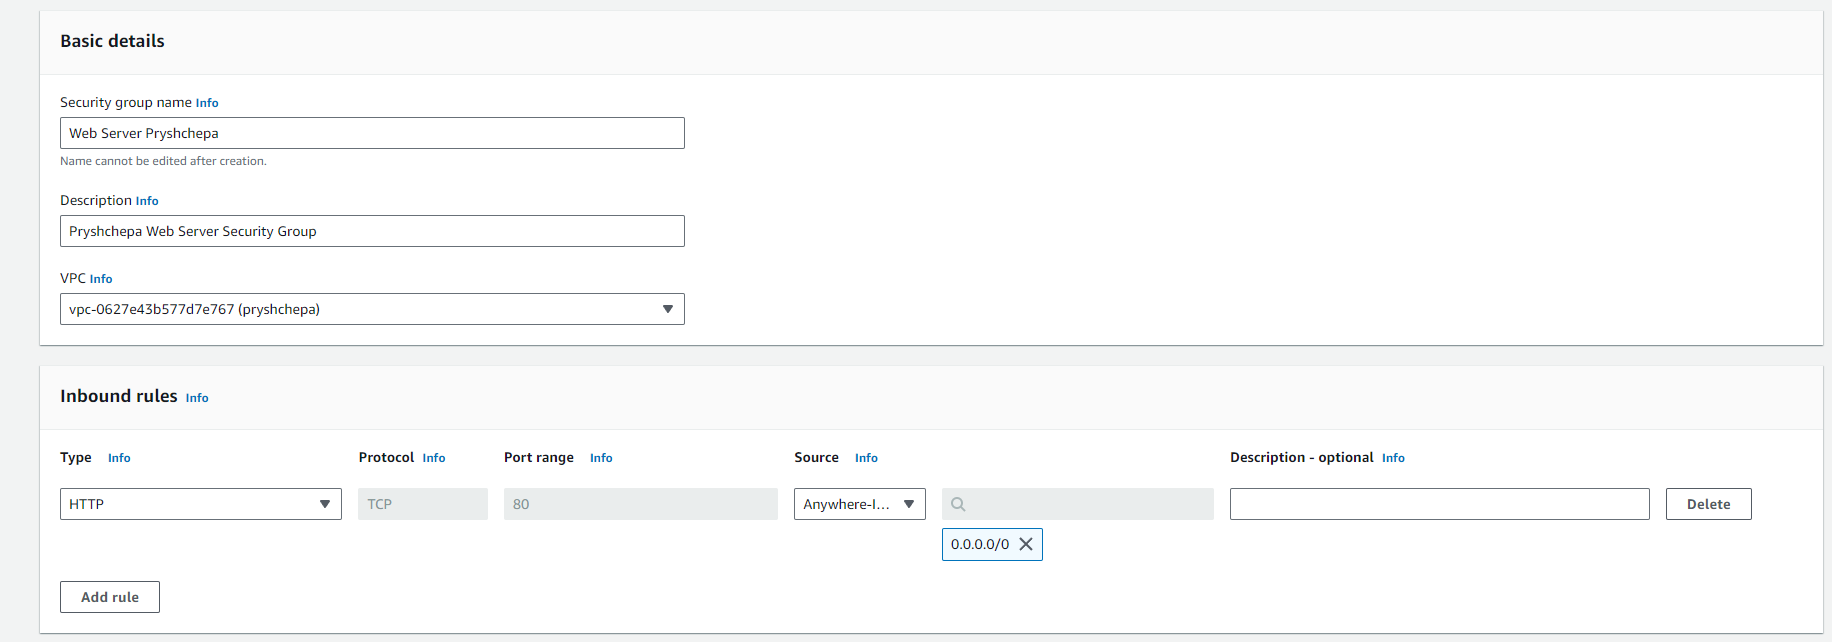 Basic details
Security group name Info
Web Server Pryshchepa
Name cannot be edited after creation.
Description Info
Pryshchepa Web Server Security Group
VPC Info
vpc-0627e43b577d7e767 (pryshchepa)
Inbound rules Info
Type Info Protocol Info Port range Info Source Info Description - optional Info
HTTP TCP 80 Anywhere-I... Delete
0.0.0.0/0
Add rule